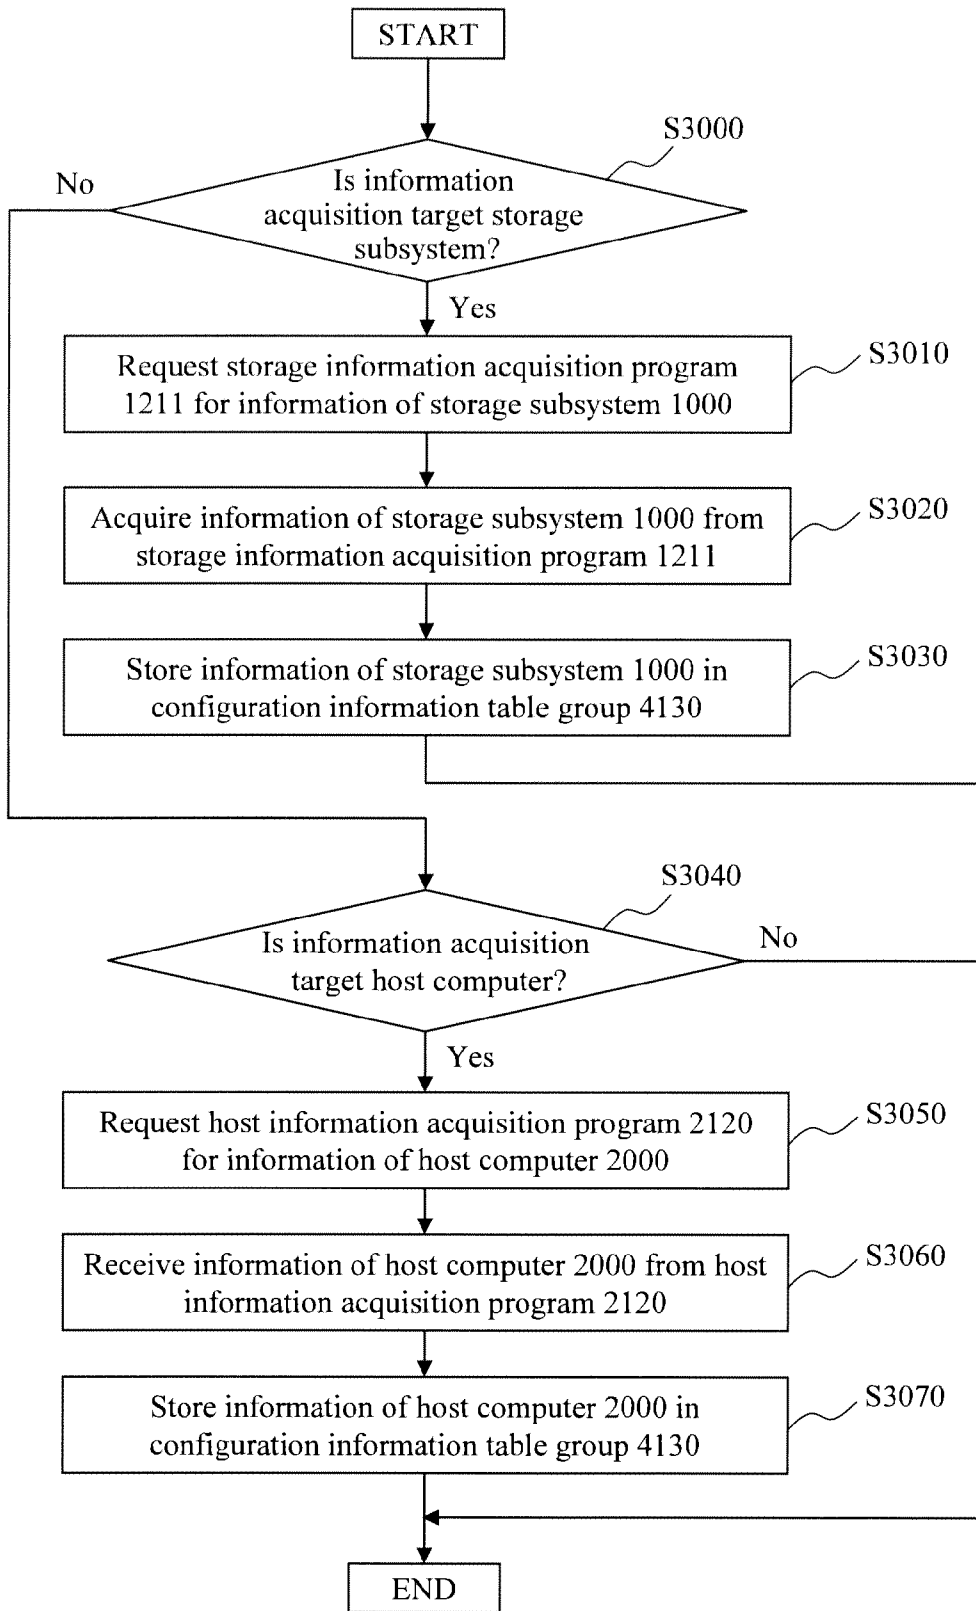 START
S3000
No
Is information
acquisition target storage
subsystem?
Yes
S3010
Request storage information acquisition program
1211 for information of storage subsystem 1000
S3020
Acquire information of storage subsystem 1000 from
storage information acquisition program 1211
S3030
Store information of storage subsystem 1000 in
configuration information table group 4130
S3040
Is information acquisition
target host computer?
No
Yes
S3050
Request host information acquisition program 2120
for information of host computer 2000
S3060
Receive information of host computer 2000 from host
information acquisition program 2120
S3070
Store information of host computer 2000 in
configuration information table group 4130
END